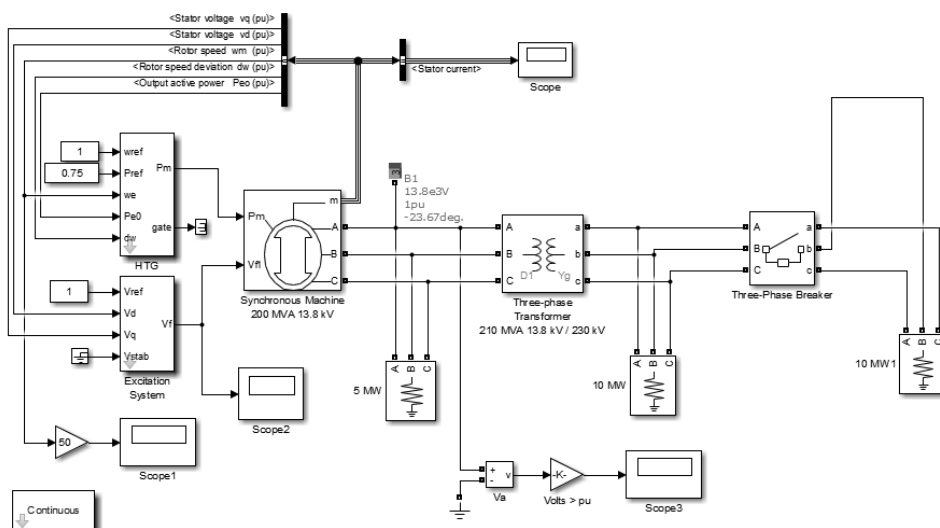 <Stator voltage vq (pu)>
<Stator voltage vd (pu)>
<Rotor speed wm (pu)>
<Rotor speed deviation dw (pu)>
<Output active power Peo (pu)>
<Stator current>
Scope
1
0.75
wref
Pref
we
Pe0
dw
Pm
gate
HTG
1
Vref
Vd
Vq
Vstab
Vf
Excitation
System
Pm
Vf1
m
A
B
C
Synchronous Machine
200 MVA 13.8 kV
3
B1
13.8e3V
1pu
-23.67deg.
A
B
C
D1
Yg
a
b
c
Three-phase
Transformer
210 MVA 13.8 kV / 230 kV
A
B
C
a
b
c
Three-Phase Breaker
A B C
5 MW
A B C
10 MW
A B C
10 MW1
Scope2
50
Scope1
+
-
v
Va
-K-
Volts > pu
Scope3
Continuous